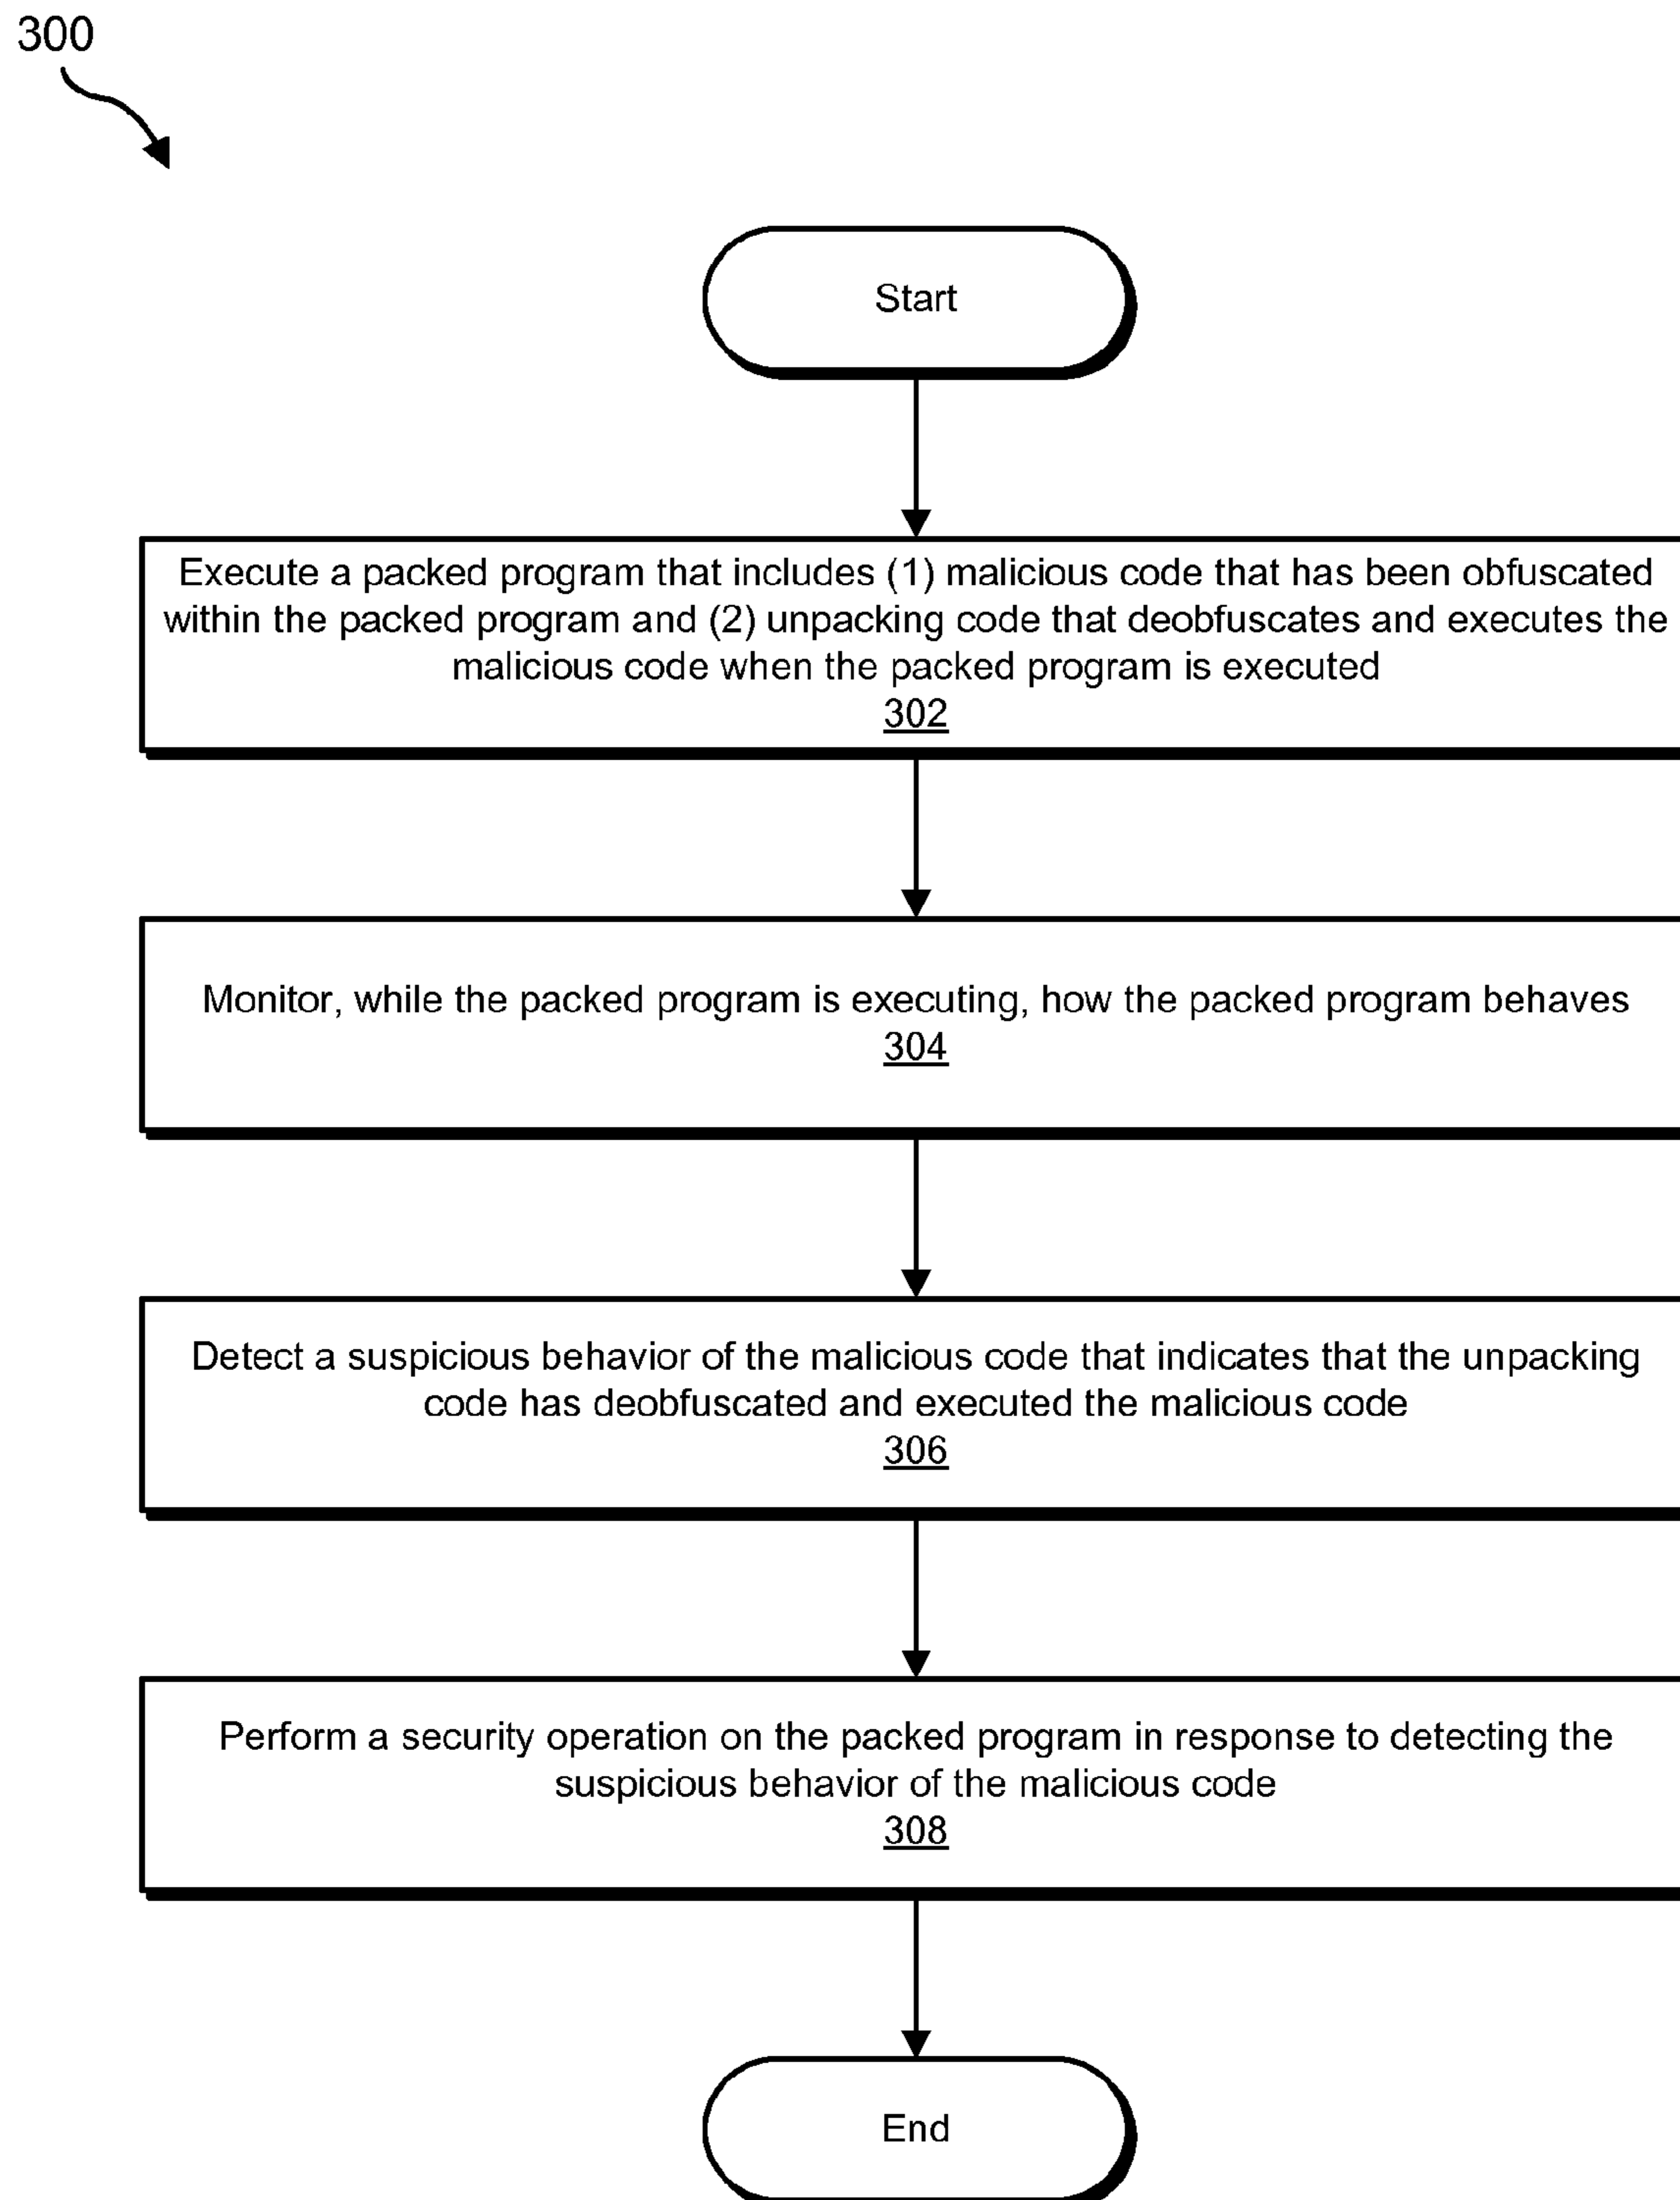 300
Start
Execute a packed program that includes (1) malicious code that has been obfuscated
within the packed program and (2) unpacking code that deobfuscates and executes the
malicious code when the packed program is executed
302
Monitor, while the packed program is executing, how the packed program behaves
304
Detect a suspicious behavior of the malicious code that indicates that the unpacking
code has deobfuscated and executed the malicious code
306
Perform a security operation on the packed program in response to detecting the
suspicious behavior of the malicious code
308
End